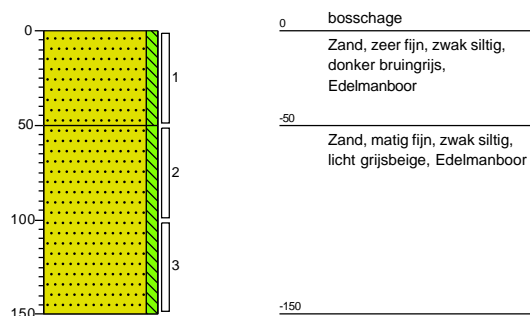 0
50
100
150
1
2
3
0
bosschage
Zand, zeer fijn, zwak siltig,
donker bruingrijs,
Edelmanboor
-50
Zand, matig fijn, zwak siltig,
licht grijsbeige, Edelmanboor
-150